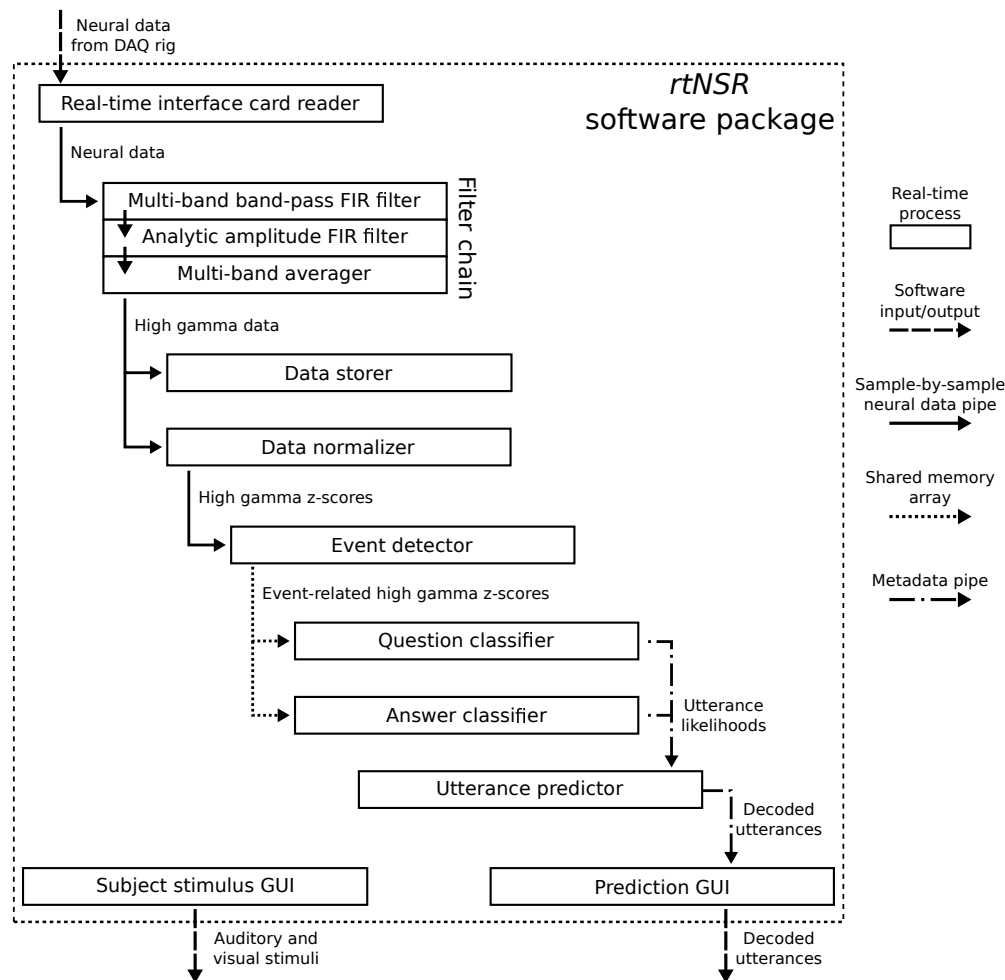 Neural data
from DAQ rig
rtNSR
software package
Real-time interface card reader
Neural data
Multi-band band-pass FIR filter
Analytic amplitude FIR filter
Multi-band averager
Filter chain
High gamma data
Data storer
Data normalizer
High gamma z-scores
Event detector
Event-related high gamma z-scores
Question classifier
Answer classifier
Utterance
likelihoods
Utterance predictor
Decoded
utterances
Subject stimulus GUI
Prediction GUI
Auditory and
visual stimuli
Decoded
utterances
Real-time
process
Software
input/output
Sample-by-sample
neural data pipe
Shared memory
array
Metadata pipe